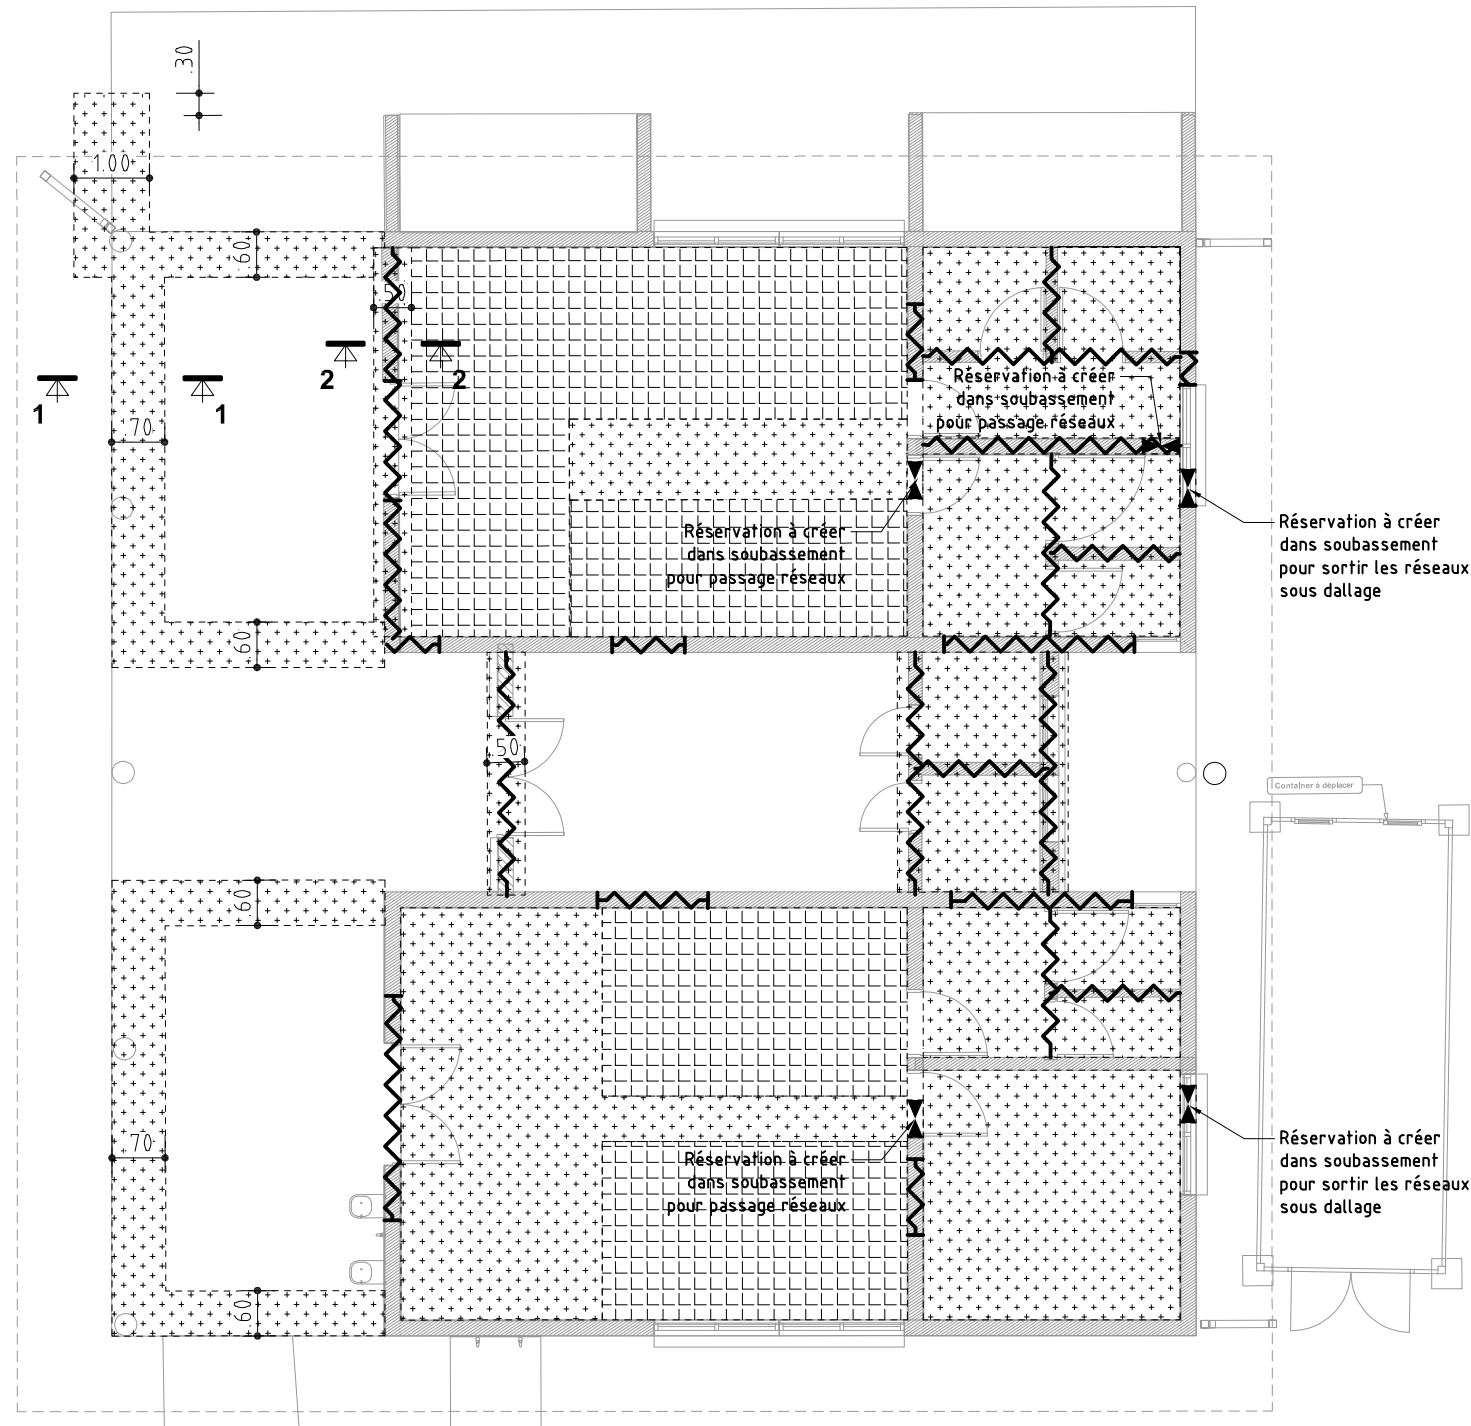 .30
1.00
.60
.50
2
2
1
1
Réservation à créer
dans soubassement
pour passage réseaux
.70
Réservation à créer
dans soubassement
pour passage réseaux
Réservation à créer
dans soubassement
pour sortir les réseaux
sous dallage
.60
.50
Container à déplacer
.60
.70
Réservation à créer
dans soubassement
pour passage réseaux
Réservation à créer
dans soubassement
pour sortir les réseaux
sous dallage
.60